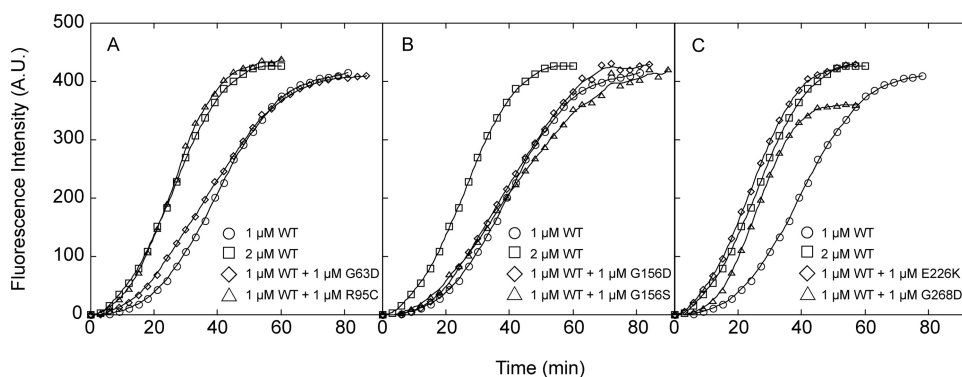 Fluorescence Intensity (A.U.)
500
400
300
200
100
0
A
1 μM WT
2 μM WT
1 μM WT + 1 μM G63D
1 μM WT + 1 μM R95C
0 20 40 60 80
B
1 μM WT
2 μM WT
1 μM WT + 1 μM G156D
1 μM WT + 1 μM G156S
0 20 40 60 80
C
1 μM WT
2 μM WT
1 μM WT + 1 μM E226K
1 μM WT + 1 μM G268D
0 20 40 60 80
Time (min)